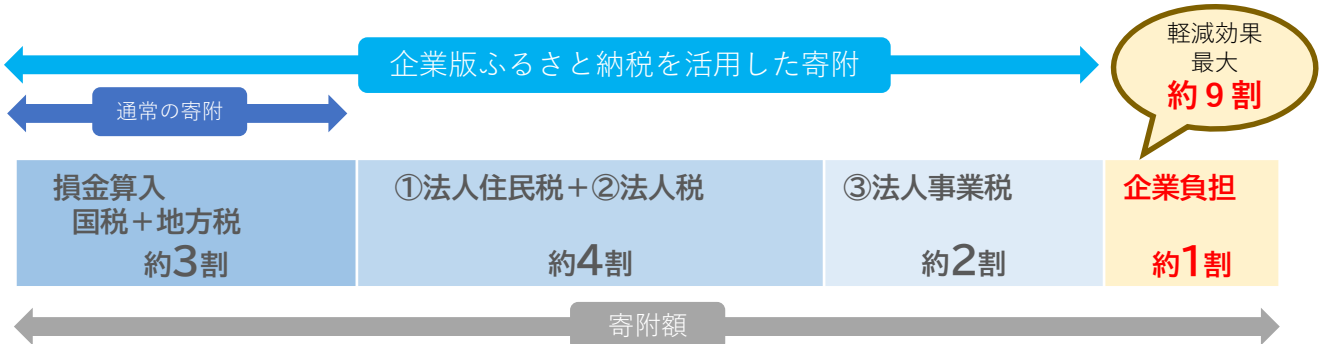 企業版ふるさと納税を活用した寄附
軽減効果
最大
約９割
通常の寄附
損金算入
国税＋地方税
約3割
①法人住民税＋②法人税
約4割
③法人事業税
約2割
企業負担
約1割
寄附額